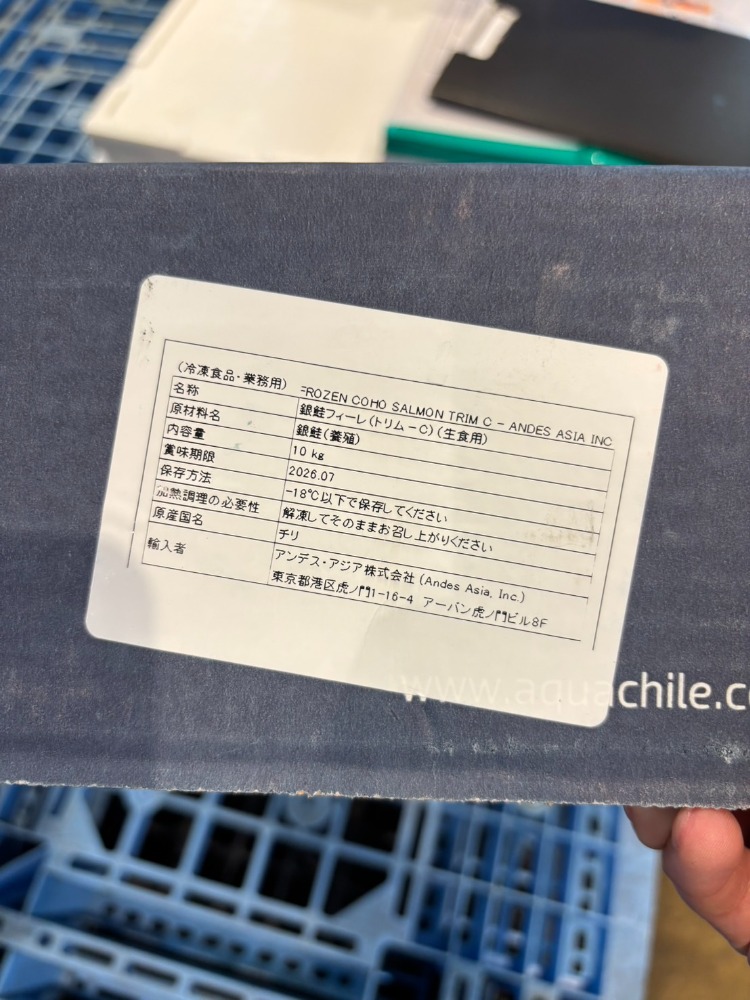 (冷凍食品・業務用) FROZEN COHO SALMON TRIM C - ANDES ASIA INC
名称 銀鮭フィーレ(トリム-C)(生食用)
原材料名 銀鮭(養殖)
内容量 10 kg
賞味期限 2026.07
保存方法 -18℃以下で保存してください
加熱調理の必要性 解凍してそのままお召し上がりください
原産国名 チリ
輸入者 アンデス・アジア株式会社 (Andes Asia, Inc.)
東京都港区虎ノ門1-16-4 アーバン虎ノ門ビル8F
www.aquachile.c